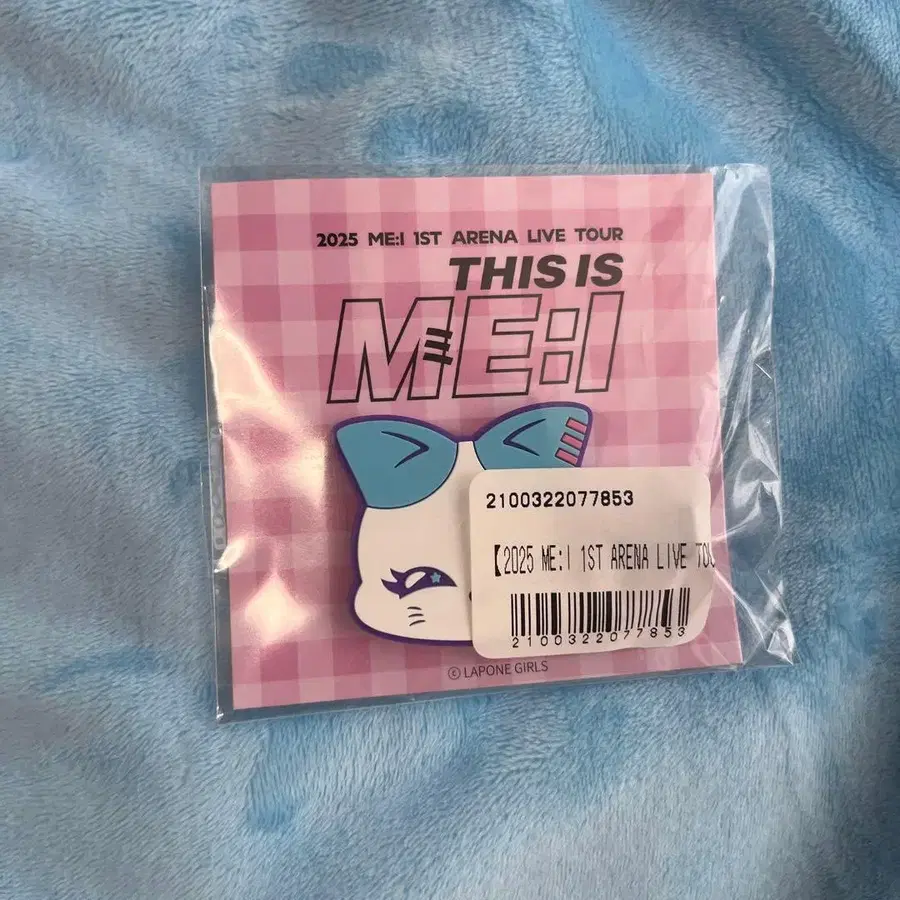 2025 ME:I 1ST ARENA LIVE TOUR
THIS IS
ME:I
2100322077853
【2025 ME:I 1ST ARENA LIVE TOU
2100322077853
© LAPONE GIRLS